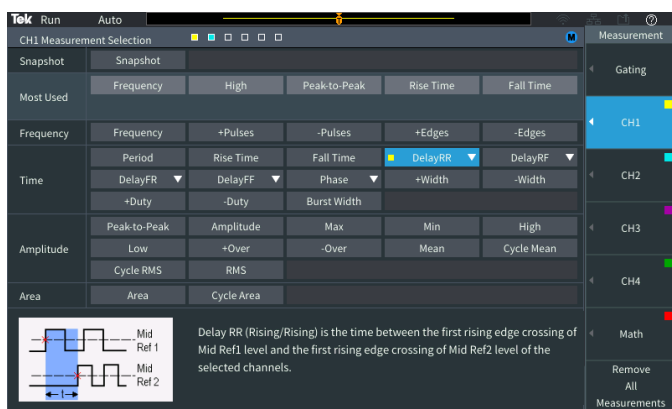 Tek Run Auto
CH1 Measurement Selection M Measurement
Snapshot Snapshot
Gating
Most Used Frequency High Peak-to-Peak Rise Time Fall Time
CH1
Frequency Frequency +Pulses -Pulses +Edges -Edges
Time Period Rise Time Fall Time DelayRR DelayRF
DelayFR DelayFF Phase +Width -Width
CH2
+Duty -Duty Burst Width
Amplitude Peak-to-Peak Amplitude Max Min High
CH3
Low +Over -Over Mean Cycle Mean
Cycle RMS RMS
CH4
Area Area Cycle Area
Mid
Ref 1
Mid
Ref 2
t
Delay RR (Rising/Rising) is the time between the first rising edge crossing of
Mid Ref1 level and the first rising edge crossing of Mid Ref2 level of the
selected channels.
Math
Remove
All
Measurements